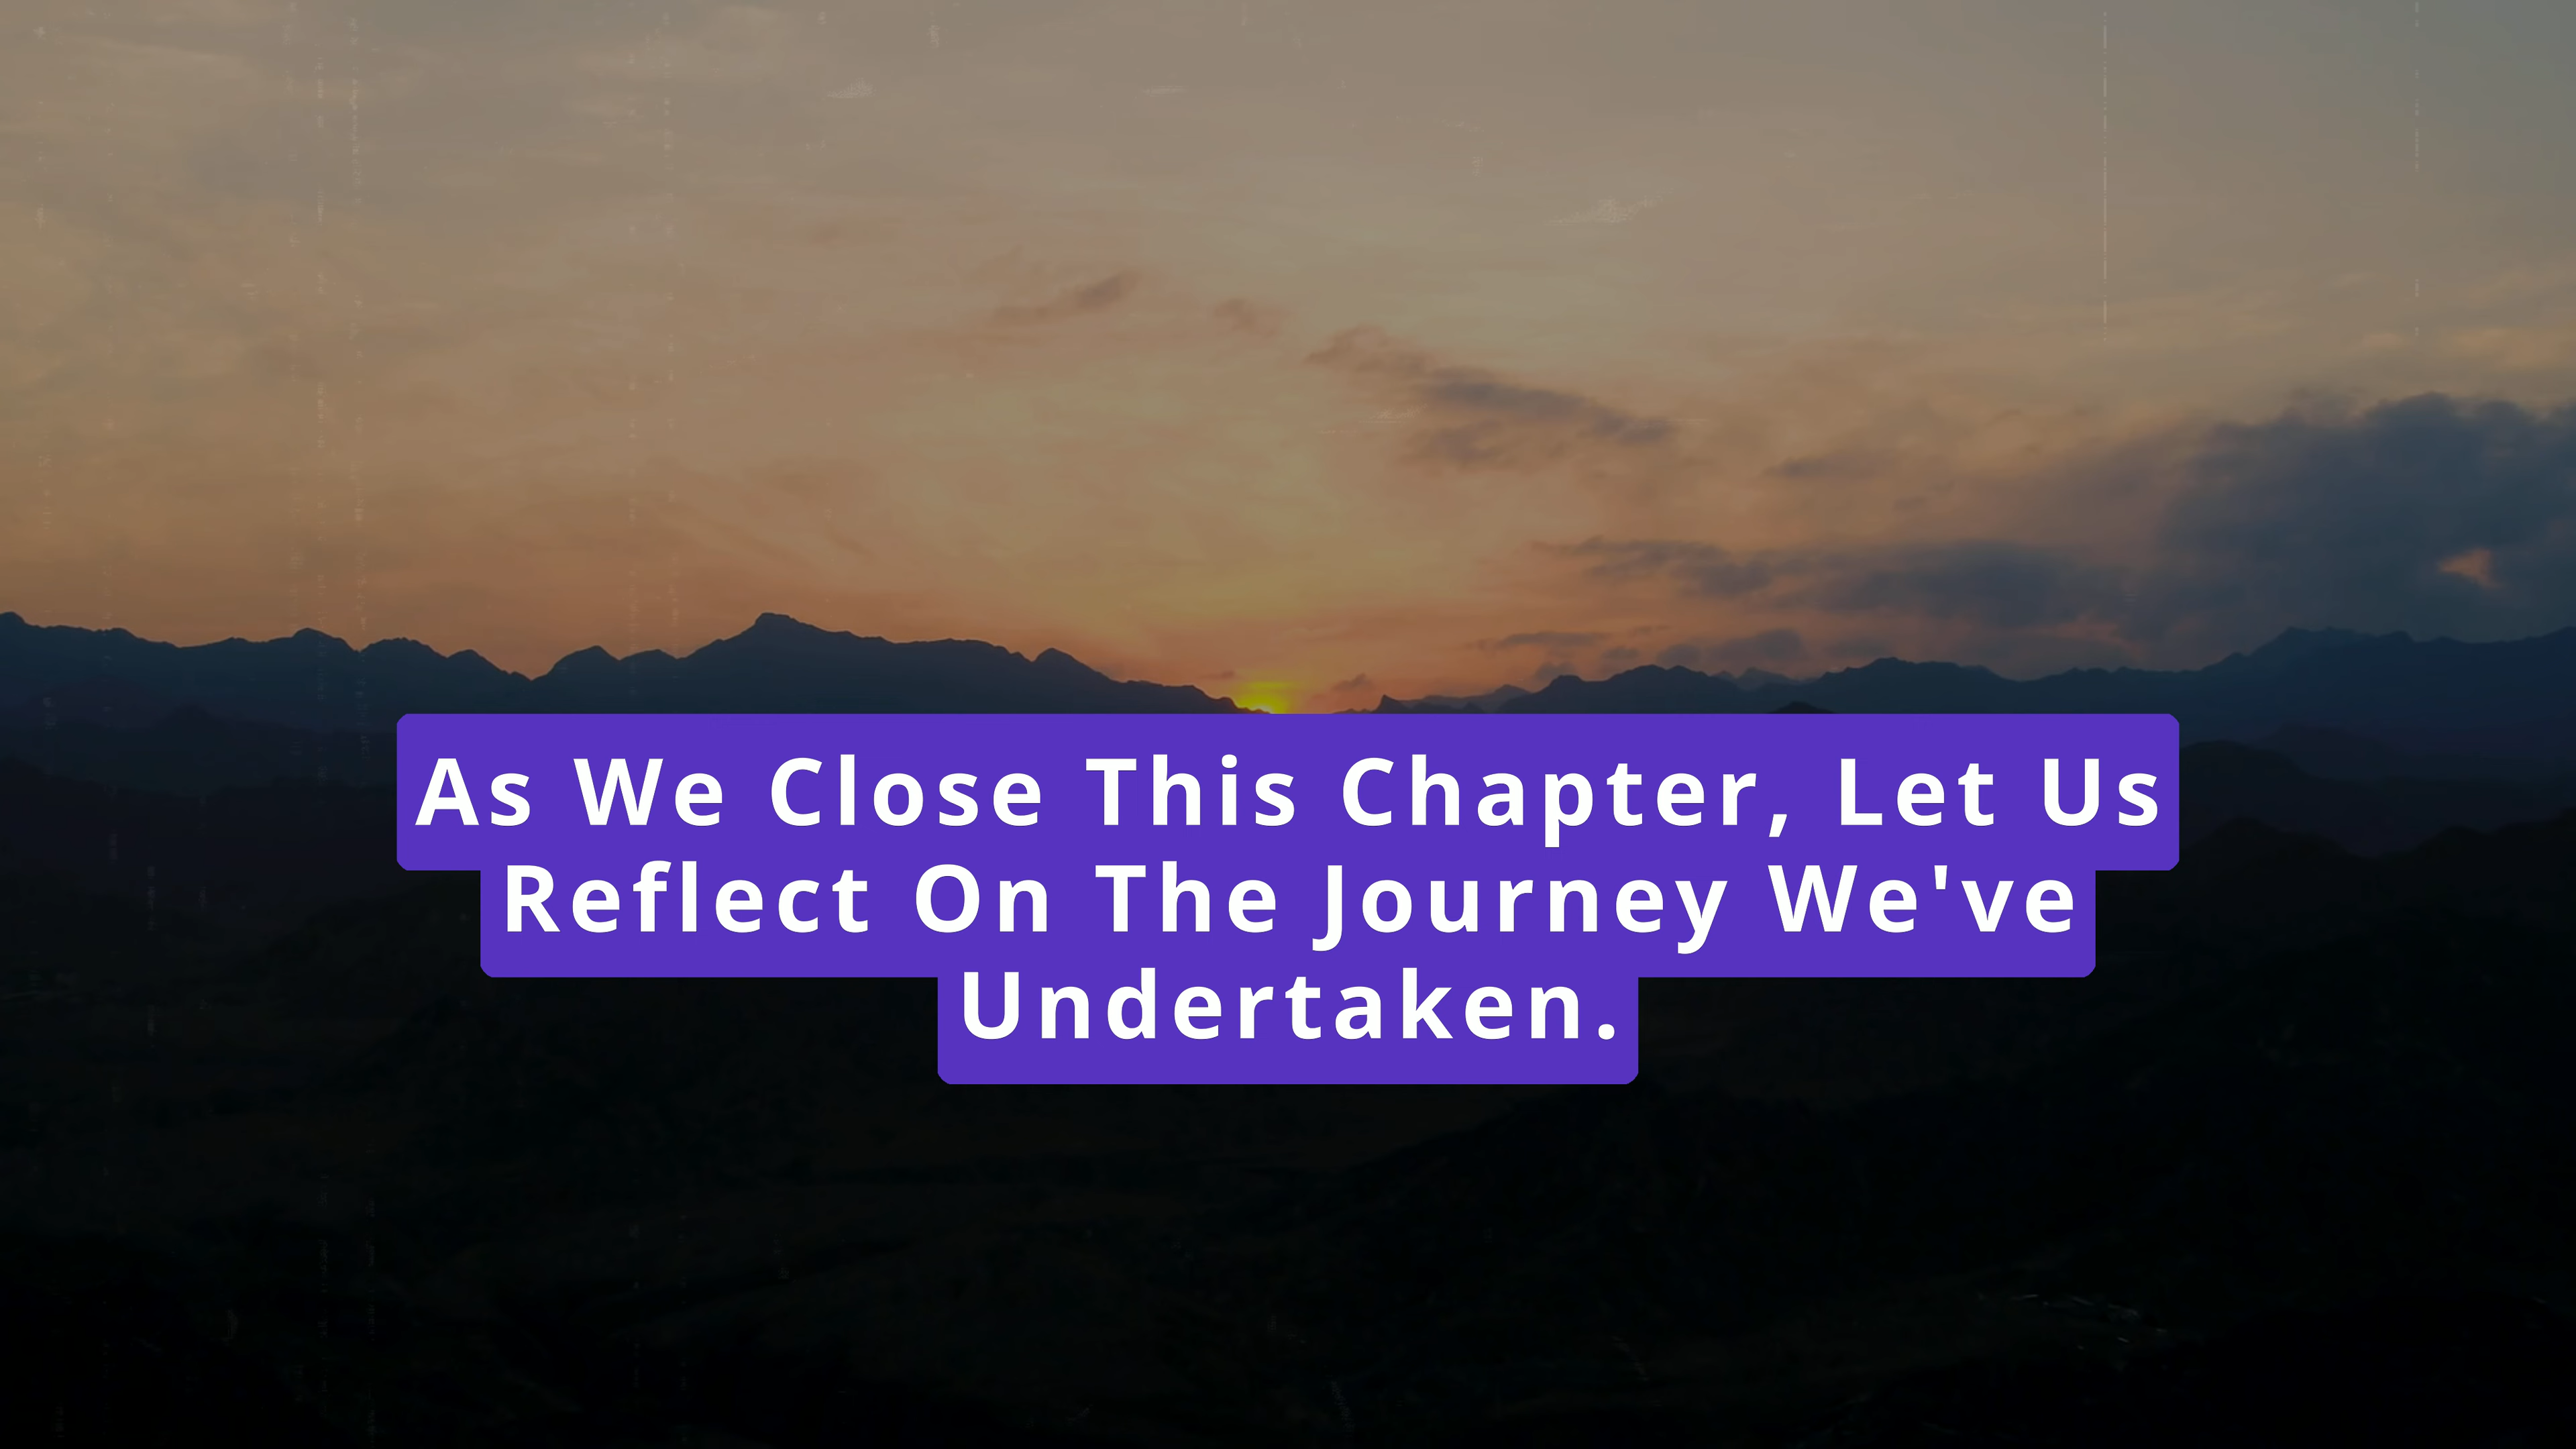 As We Close This Chapter, Let Us
Reflect On The Journey We've
Undertaken.